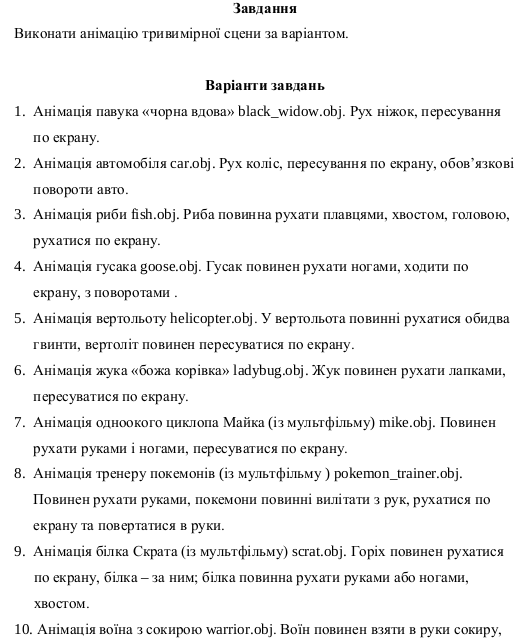 Завдання
Виконати анімацію тривимірної сцени за варіантом.
Варіанти завдань
1. Анімація павука «чорна вдова» black_widow.obj. Рух ніжок, пересування
по екрану.
2. Анімація автомобіля car.obj. Рух коліс, пересування по екрану, обов’язкові
повороти авто.
3. Анімація риби fish.obj. Риба повинна рухати плавцями, хвостом, головою,
рухатися по екрану.
4. Анімація гусака goose.obj. Гусак повинен рухати ногами, ходити по
екрану, з поворотами .
5. Анімація вертольоту helicopter.obj. У вертольота повинні рухатися обидва
гвинти, вертоліт повинен пересуватися по екрану.
6. Анімація жука «божа корівка» ladybug.obj. Жук повинен рухати лапками,
пересуватися по екрану.
7. Анімація одноокого циклопа Майка (із мультфільму) mike.obj. Повинен
рухати руками і ногами, пересуватися по екрану.
8. Анімація тренеру покемонів (із мультфільму ) pokemon_trainer.obj.
Повинен рухати руками, покемони повинні вилітати з рук, рухатися по
екрану та повертатися в руки.
9. Анімація білка Скрата (із мультфільму) scrat.obj. Горіх повинен рухатися
по екрану, білка – за ним; білка повинна рухати руками або ногами,
хвостом.
10. Анімація воїна з сокирою warrior.obj. Воїн повинен взяти в руки сокиру,